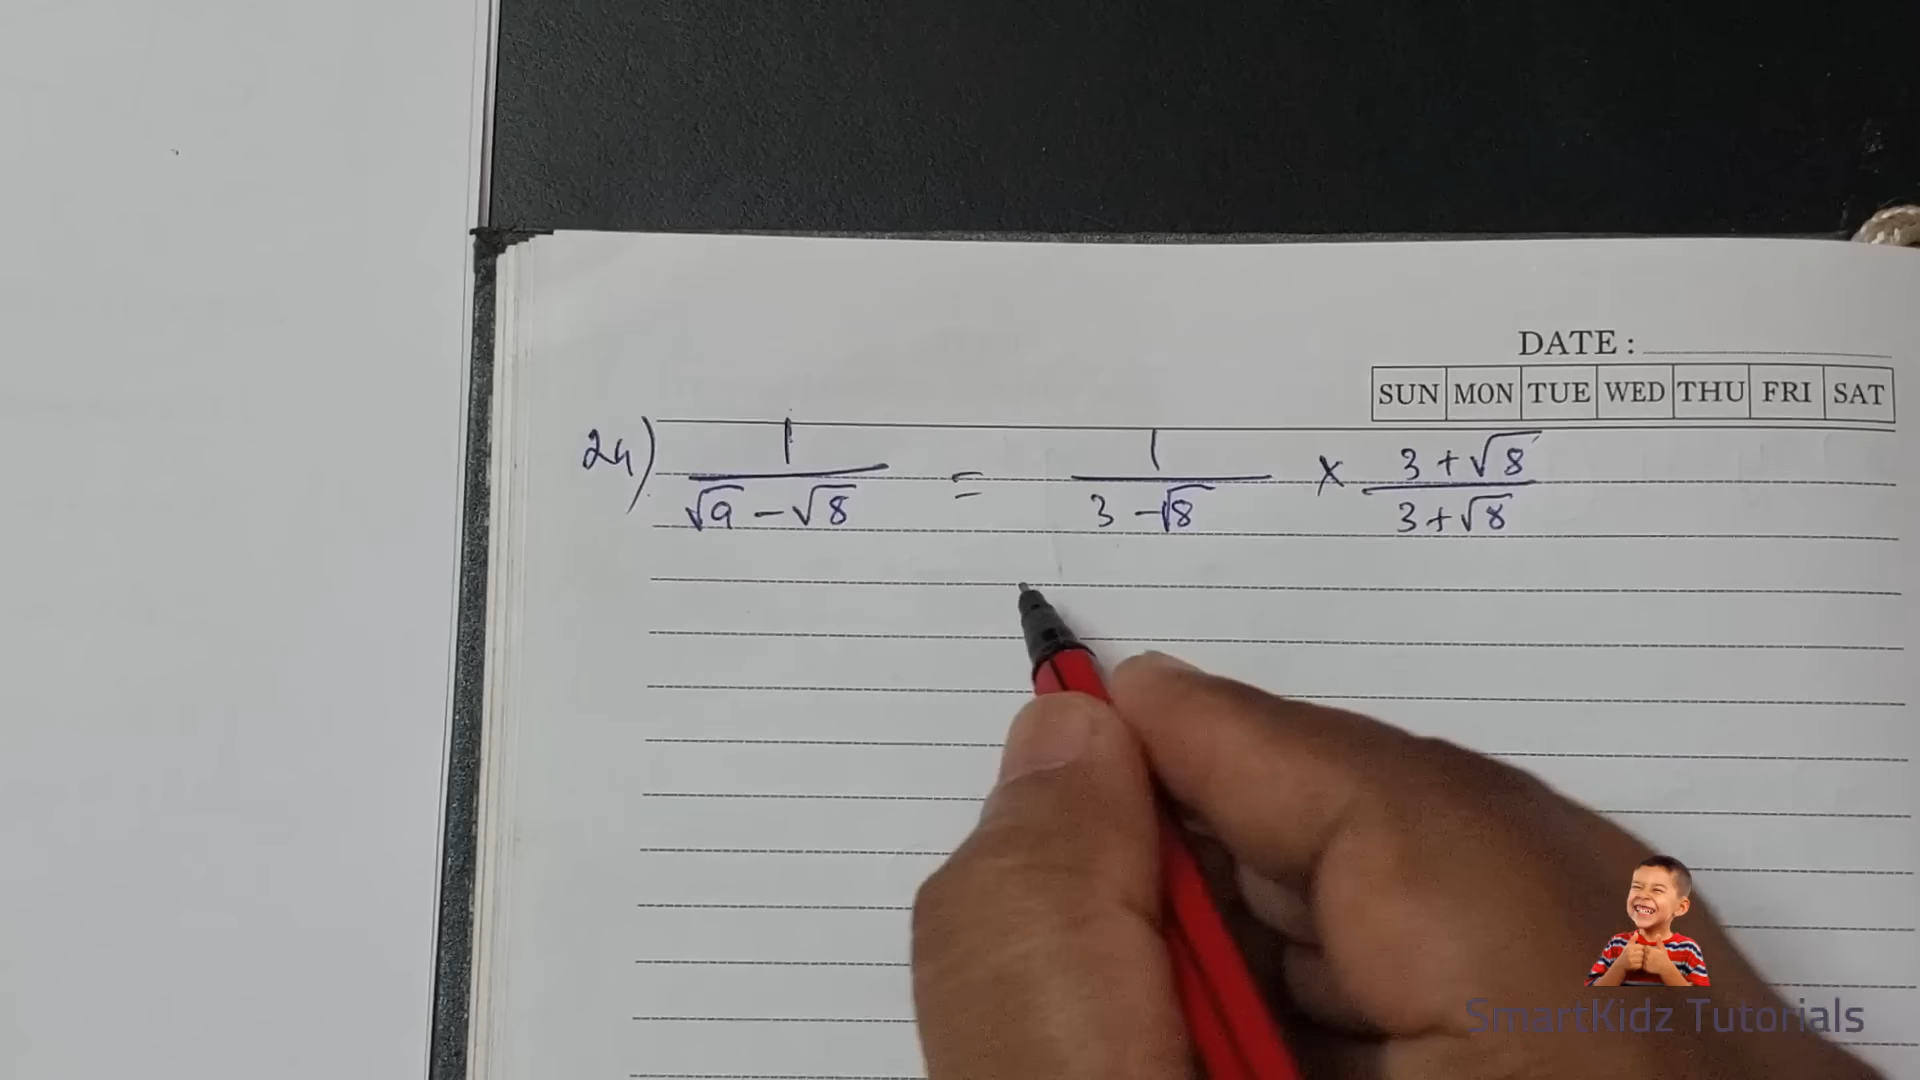 DATE :
SUN MON TUE WED THU FRI SAT
24) 1/(√9 - √8) = 1/(3 - √8) × (3 + √8)/(3 + √8)
SmartKidz Tutorials